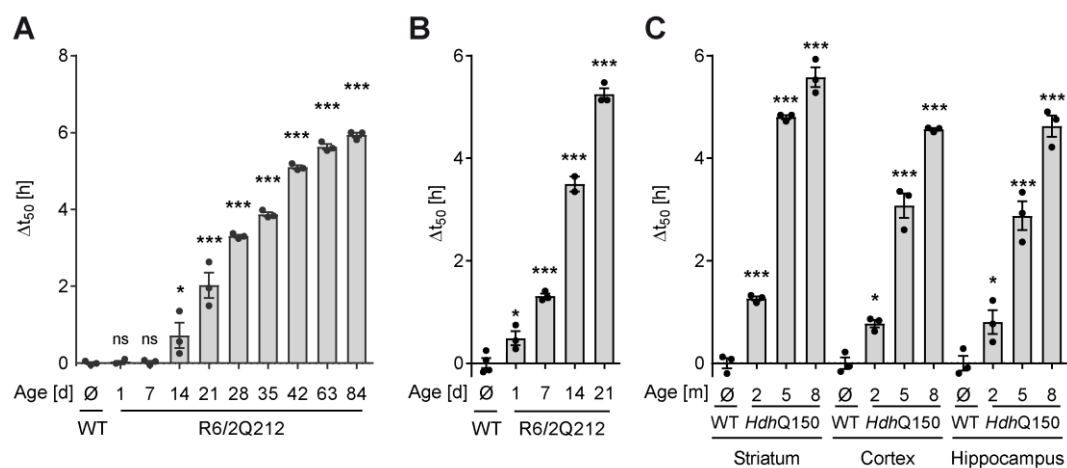 A
B
C
Δt50 [h]
8
6
4
2
0
ns
ns
*
***
***
***
***
***
***
Age [d]
Ø
1
7
14
21
28
35
42
63
84
WT
R6/2Q212
Δt50 [h]
6
4
2
0
*
***
***
***
Age [d]
Ø
1
7
14
21
WT
R6/2Q212
Δt50 [h]
6
4
2
0
***
***
***
*
***
***
*
***
***
Age [m]
Ø 2 5 8 Ø 2 5 8 Ø 2 5 8
WT HdhQ150 WT HdhQ150 WT HdhQ150
Striatum Cortex Hippocampus